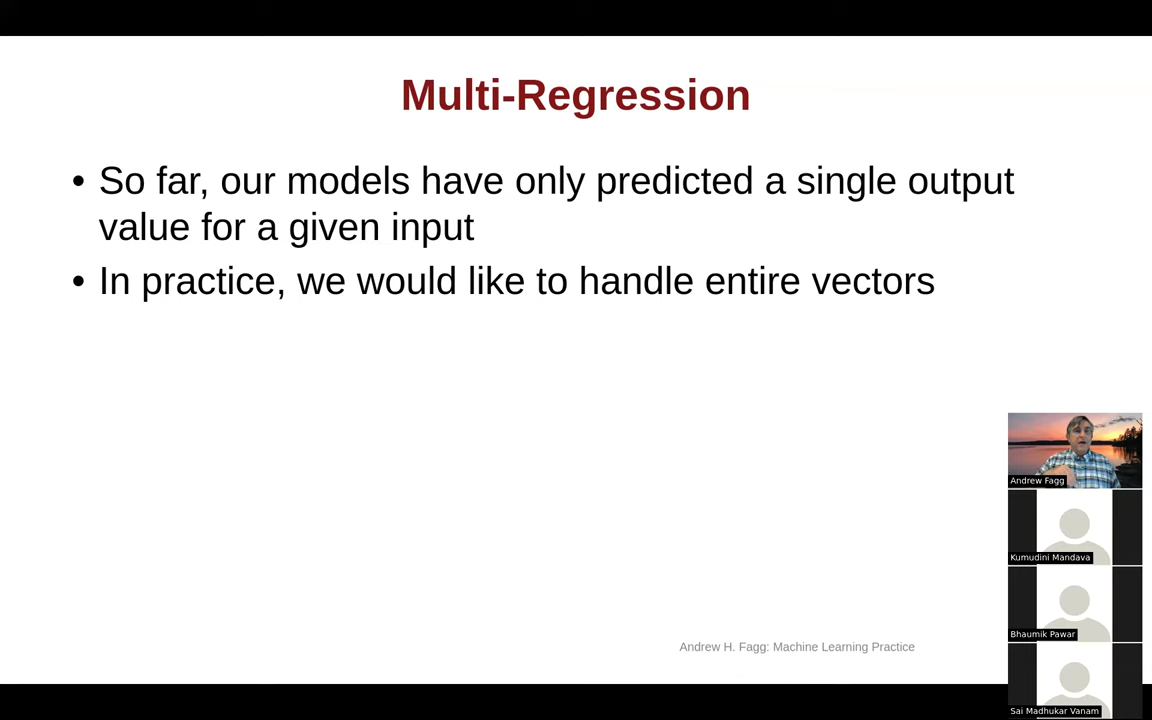 Multi-Regression
• So far, our models have only predicted a single output
value for a given input
• In practice, we would like to handle entire vectors
Andrew Fagg
Kumudini Mandava
Bhaumik Pawar
Andrew H. Fagg: Machine Learning Practice
Sai Madhukar Vanam